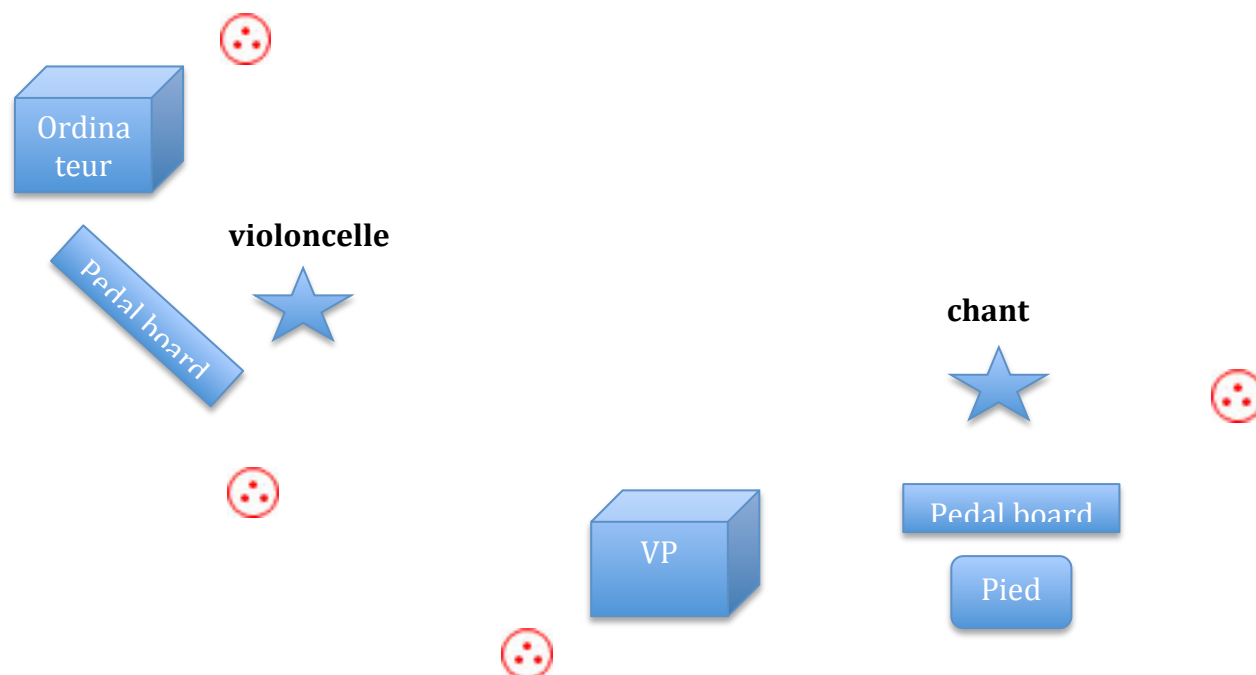 Ordina
teur
violoncelle
Pedal board
chant
VP
Pedal board
Pied